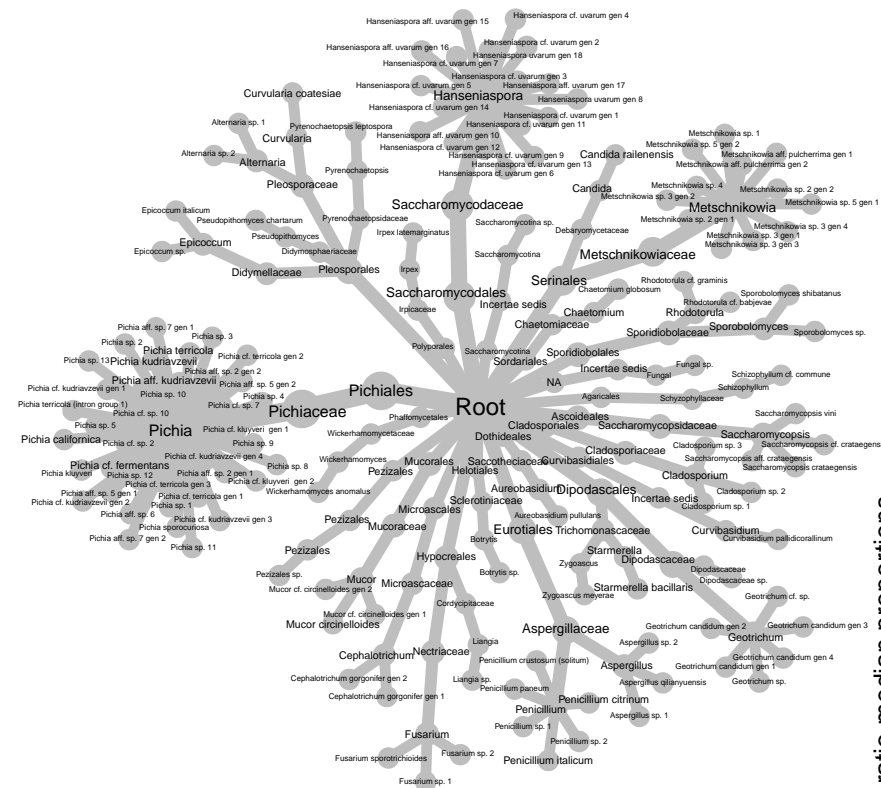 Hanseniaspora cf. uvarum gen 4
Hanseniaspora aff. uvarum gen 15
Hanseniaspora cf. uvarum gen 2
Hanseniaspora aff. uvarum gen 16
Hanseniaspora uvarum gen 18
Hanseniaspora cf. uvarum gen 7
Hanseniaspora cf. uvarum gen 3
Hanseniaspora cf. uvarum gen 5
Hanseniaspora aff. uvarum gen 17
Curvularia coatesiae
Hanseniaspora
Hanseniaspora uvarum gen 8
Hanseniaspora cf. uvarum gen 14
Hanseniaspora cf. uvarum gen 1
Alternaria sp. 1
Pyrenochaetopsis leptospora
Hanseniaspora cf. uvarum gen 11
Metschnikowia sp. 1
Curvularia
Hanseniaspora aff. uvarum gen 10
Metschnikowia sp. 5 gen 2
Hanseniaspora cf. uvarum gen 12
Alternaria sp. 2
Hanseniaspora cf. uvarum gen 9
Candida railenensis
Metschnikowia aff. pulcherrima gen 1
Alternaria
Hanseniaspora cf. uvarum gen 13
Metschnikowia aff. pulcherrima gen 2
Pyrenochaetopsis
Hanseniaspora cf. uvarum gen 6
Pleosporaceae
Candida
Metschnikowia sp. 4
Metschnikowia sp. 2 gen 2
Metschnikowia sp. 3 gen 2
Metschnikowia sp. 5 gen 1
Saccharomycodaceae
Metschnikowia
Epicoccum italicum
Pseudopithomyces chartarum
Pyrenochaetopsidaceae
Saccharomycotina sp.
Metschnikowia sp. 2 gen 1
Metschnikowia sp. 3 gen 4
Irpex latemarginatus
Debaryomycetaceae
Pseudopithomyces
Metschnikowia sp. 3 gen 1
Epicoccum
Metschnikowia sp. 3 gen 3
Epicoccum sp.
Didymosphaeriaceae
Saccharomycotina
Metschnikowiaceae
Didymellaceae
Pleosporales
Irpex
Serinales
Rhodotorula cf. graminis
Saccharomycodales
Chaetomium globosum
Sporobolomyces shibatanus
Incertae sedis
Rhodotorula cf. babjevae
Irpicaceae
Chaetomium
Rhodotorula
Chaetomiaceae
Pichia aff. sp. 7 gen 1
Sporidiobolaceae
Sporobolomyces
Sporobolomyces sp.
Pichia sp. 3
Pichia sp. 2
Polyporales
Saccharomycotina
Sporidiobolales
Pichia terricola
Pichia cf. terricola gen 2
Pichia sp. 13
Pichia kudriavzevii
Sordariales
Fungal sp.
Incertae sedis
Pichia aff. sp. 2 gen 2
Fungal
Schizophyllum cf. commune
Pichia aff. kudriavzevii
Pichia aff. sp. 5 gen 2
NA
Pichia cf. kudriavzevii gen 1
Pichiales
Schizophyllum
Pichia sp. 10
Pichia sp. 4
Agaricales
Schyzophyllaceae
Pichia terricola (intron group 1)
Pichia cf. sp. 7
Root
Pichia cf. sp. 10
Pichiaceae
Saccharomycopsis vini
Phallomycetales
Ascoideales
Pichia sp. 5
Cladosporiales
Saccharomycopsidaceae
Pichia
Pichia cf. kluyveri gen 1
Wickerhamomycetaceae
Dothideales
Saccharomycopsis
Pichia californica
Pichia cf. sp. 2
Pichia sp. 9
Cladosporium sp. 3
Saccharomycopsis cf. crataegensis
Cladosporiaceae
Pichia cf. kudriavzevii gen 4
Wickerhamomyces
Mucorales
Saccotheciaceae
Curvibasidiales
Saccharomycopsis aff. crataegensis
Pichia cf. fermentans
Pichia sp. 8
Saccharomycopsis crataegensis
Pichia kluyveri
Pichia sp. 12
Pichia aff. sp. 2 gen 1
Pezizales
Helotiales
Cladosporium
Pichia cf. terricola gen 3
Pichia cf. kluyveri gen 2
Aureobasidium
Dipodascales
Pichia aff. sp. 5 gen 1
Pichia cf. terricola gen 1
Wickerhamomyces anomalus
Cladosporium sp. 2
Pichia cf. kudriavzevii gen 2
Sclerotiniaceae
Incertae sedis
Pichia sp. 1
Microascales
Cladosporium sp. 1
Pichia aff. sp. 6
Pichia cf. kudriavzevii gen 3
Pezizales
Aureobasidium pullulans
Pichia sporocuriosa
Mucoraceae
Eurotiales
Trichomonascaceae
Curvibasidium
Pichia aff. sp. 7 gen 2
Botrytis
Curvibasidium pallidicorallinum
Pichia sp. 11
Pezizales
Hypocreales
Starmerella
Zygoascus
Dipodascaceae
Dipodascaceae
Pezizales sp.
Botrytis sp.
Mucor
Microascaceae
Dipodascaceae sp.
Mucor cf. circinelloides gen 2
Starmerella bacillaris
Zygoascus meyerae
Geotrichum cf. sp.
Cordycipitaceae
Mucor cf. circinelloides gen 1
Mucor circinelloides
Aspergillaceae
Geotrichum candidum gen 2
Geotrichum candidum gen 3
Liangia
Aspergillus sp. 2
Geotrichum
Cephalotrichum
Nectriaceae
Penicillium crustosum (solitum)
Geotrichum candidum gen 4
Aspergillus
Geotrichum candidum gen 1
Cephalotrichum gorgonifer gen 2
Liangia sp.
Aspergillus qilianyuensis
Geotrichum sp.
Penicillium paneum
Cephalotrichum gorgonifer gen 1
Penicillium citrinum
Penicillium
Aspergillus sp. 1
Penicillium sp. 1
Fusarium
Penicillium sp. 2
Fusarium sporotrichioides
Fusarium sp. 2
Penicillium italicum
Fusarium sp. 1
ratio median proportions